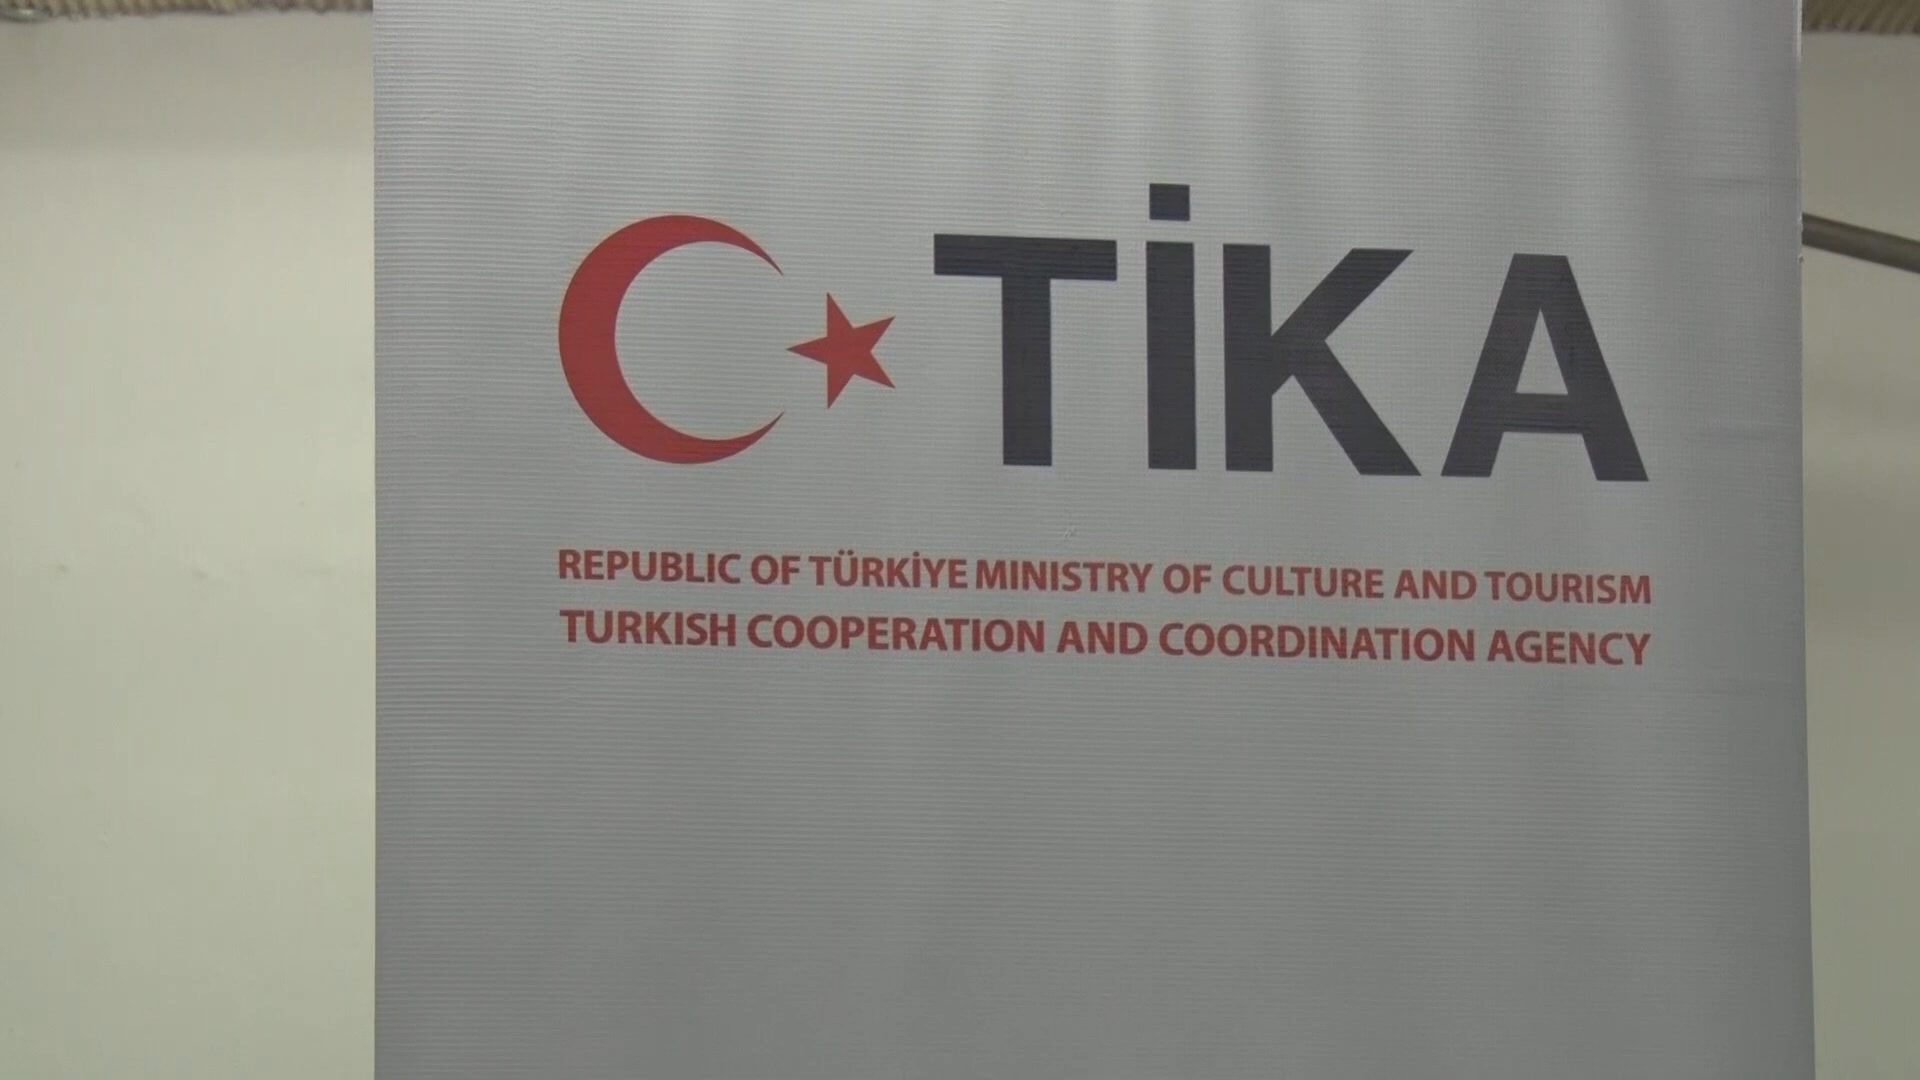 TİKA
REPUBLIC OF TÜRKİYE MINISTRY OF CULTURE AND TOURISM
TURKISH COOPERATION AND COORDINATION AGENCY